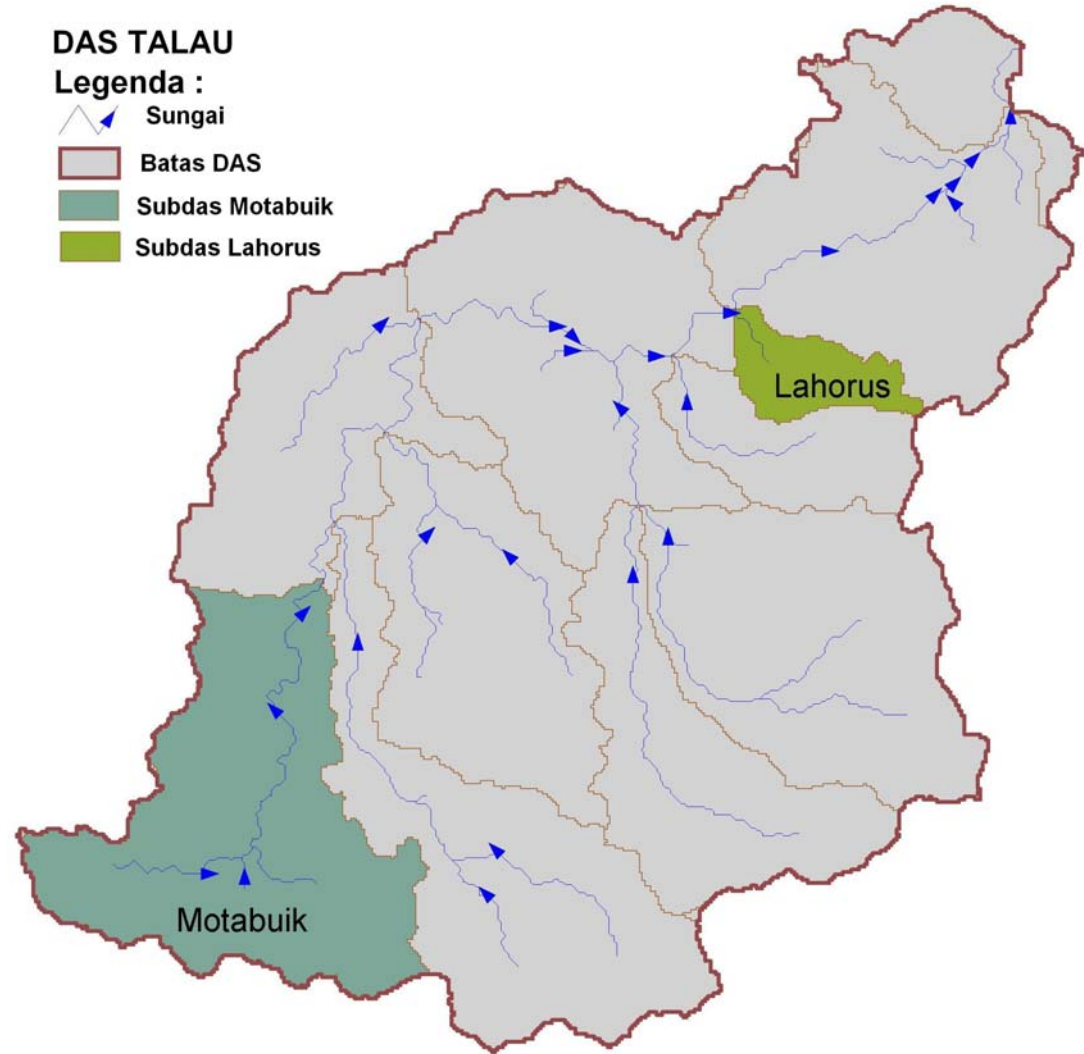 DAS TALAU
Legenda :
Sungai
Batas DAS
Subdas Motabuik
Subdas Lahorus
Lahorus
Motabuik